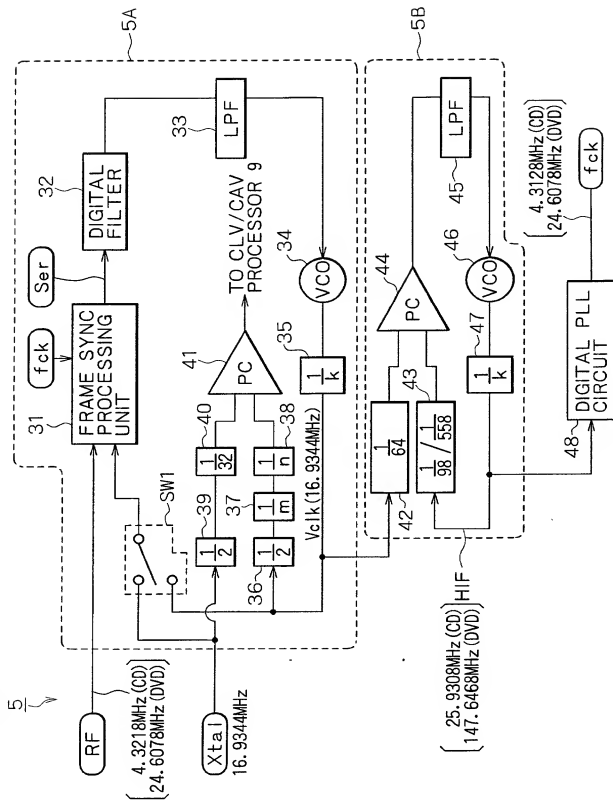 5
5A
RF
4.3218MHz(CD)
24.6078MHz(DVD)
fck
31
FRAME SYNC
PROCESSING
UNIT
Ser
32
DIGITAL
FILTER
33
LPF
SW1
Xtal
16.9344MHz
39
1/2
40
1/32
41
PC
TO CLV/CAV
PROCESSOR 9
36
1/2
37
1/m
38
1/n
34
VCO
35
1/k
Vclk(16.9344MHz)
5B
42
1/64
43
1/98 / 1/558
44
PC
45
LPF
46
VCO
47
1/k
HIF
25.9308MHz(CD)
147.6468MHz(DVD)
48
DIGITAL PLL
CIRCUIT
4.3128MHz(CD)
24.6078MHz(DVD)
fck